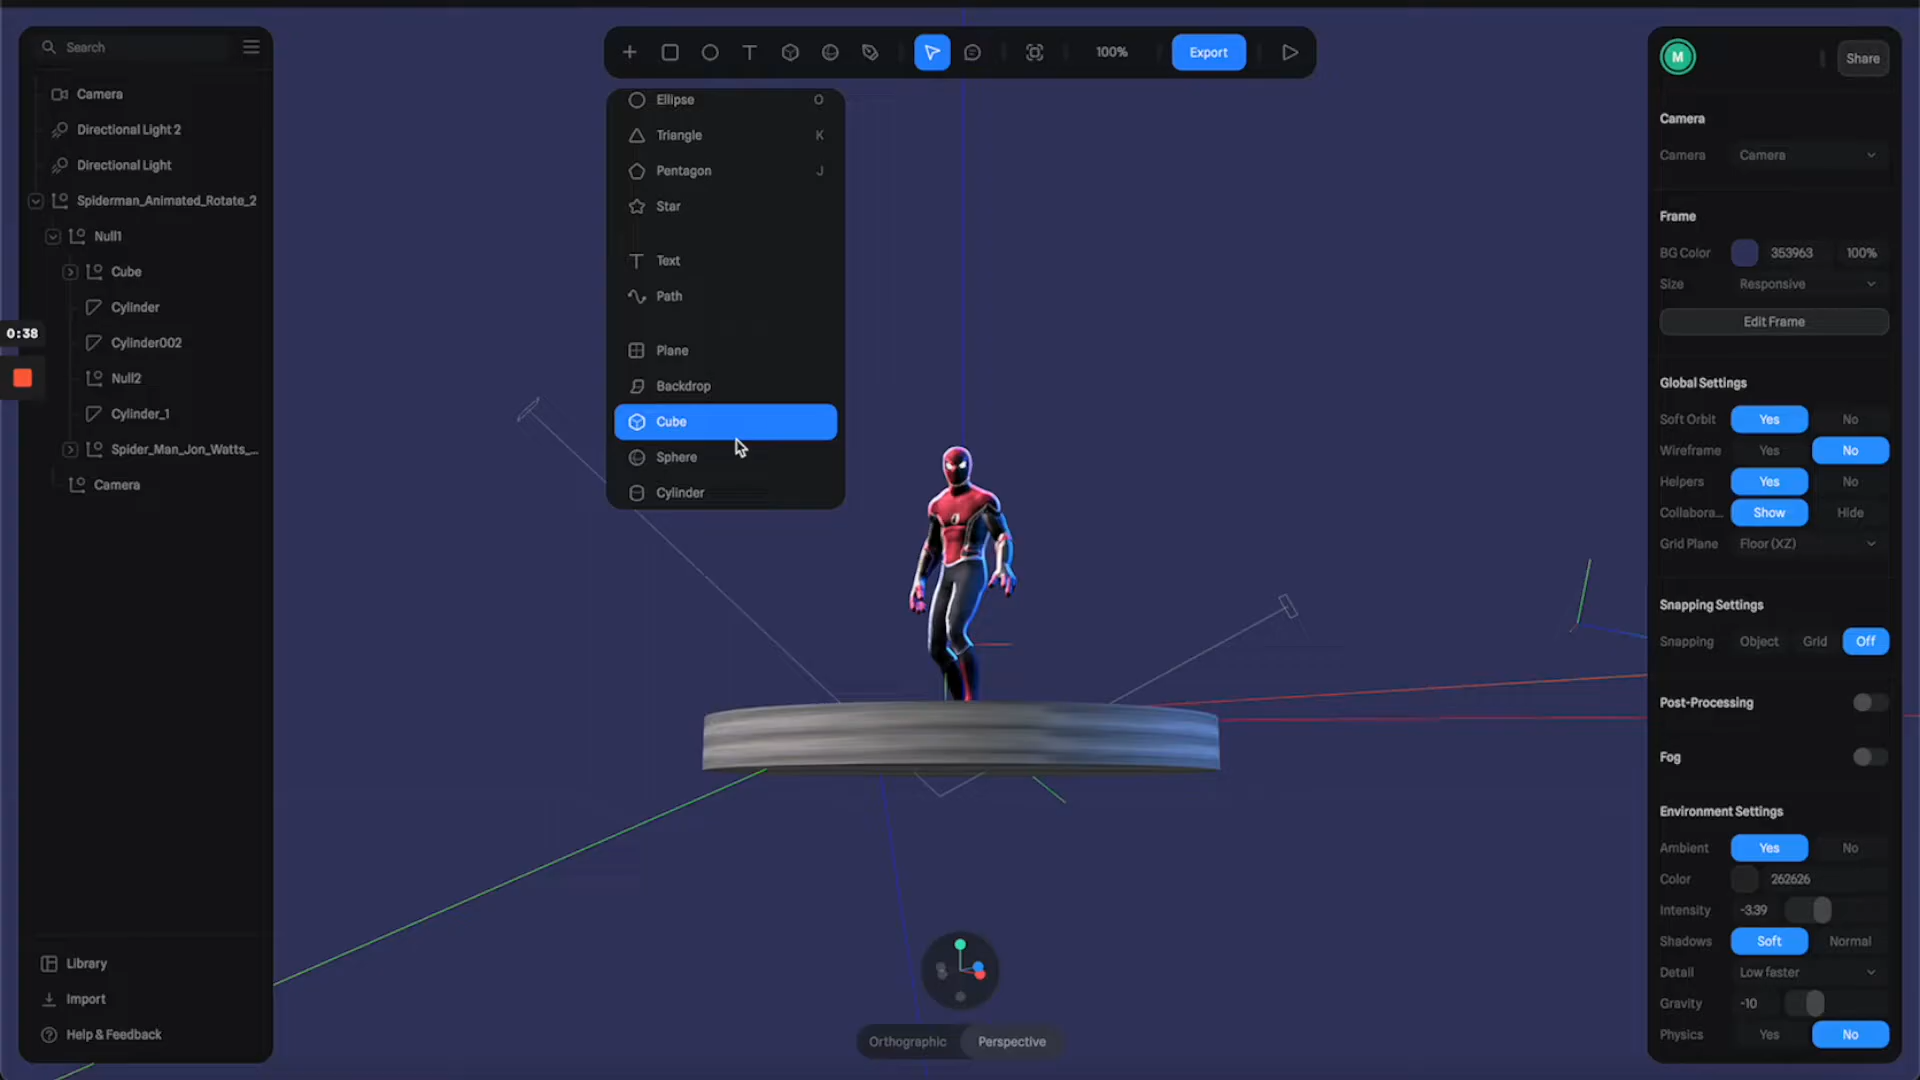 Search
Camera
Directional Light 2
Directional Light
Spiderman_Animated_Rotate_2
Null1
Cube
Cylinder
Cylinder002
Null2
Cylinder_1
Spider_Man_Jon_Watts_...
Camera
Library
Import
Help & Feedback
0:38
T
100%
Export
Ellipse O
Triangle K
Pentagon J
Star
Text
Path
Plane
Backdrop
Cube
Sphere
Cylinder
Orthographic Perspective
M
Share
Camera
Camera Camera
Frame
BG Color 353963 100%
Size Responsive
Edit Frame
Global Settings
Soft Orbit Yes No
Wireframe Yes No
Helpers Yes No
Collabora... Show Hide
Grid Plane Floor (XZ)
Snapping Settings
Snapping Object Grid Off
Post-Processing
Fog
Environment Settings
Ambient Yes No
Color 262626
Intensity -3.39
Shadows Soft Normal
Detail Low faster
Gravity -10
Physics Yes No